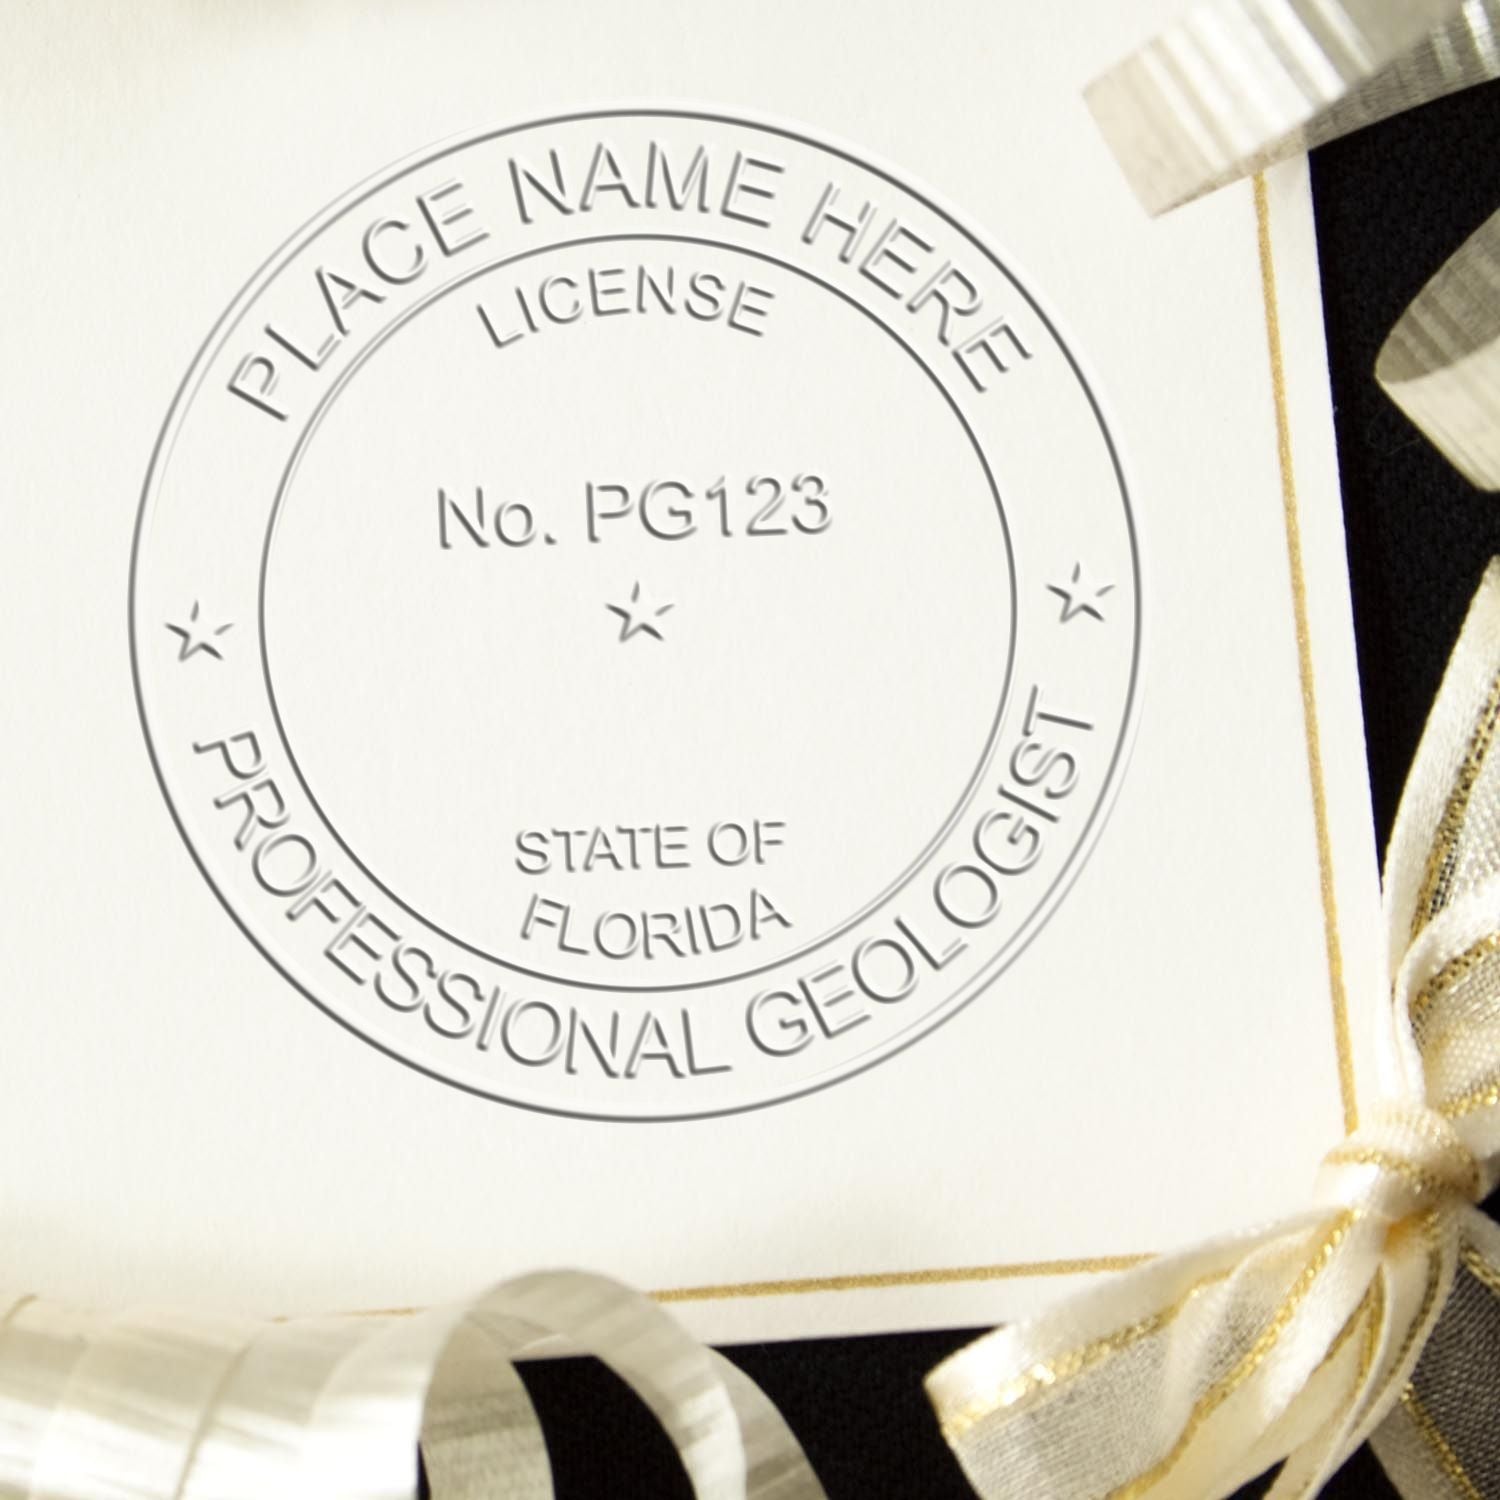 PLACE NAME HERE
LICENSE
No. PG123
STATE OF
FLORIDA
PROFESSIONAL GEOLOGIST